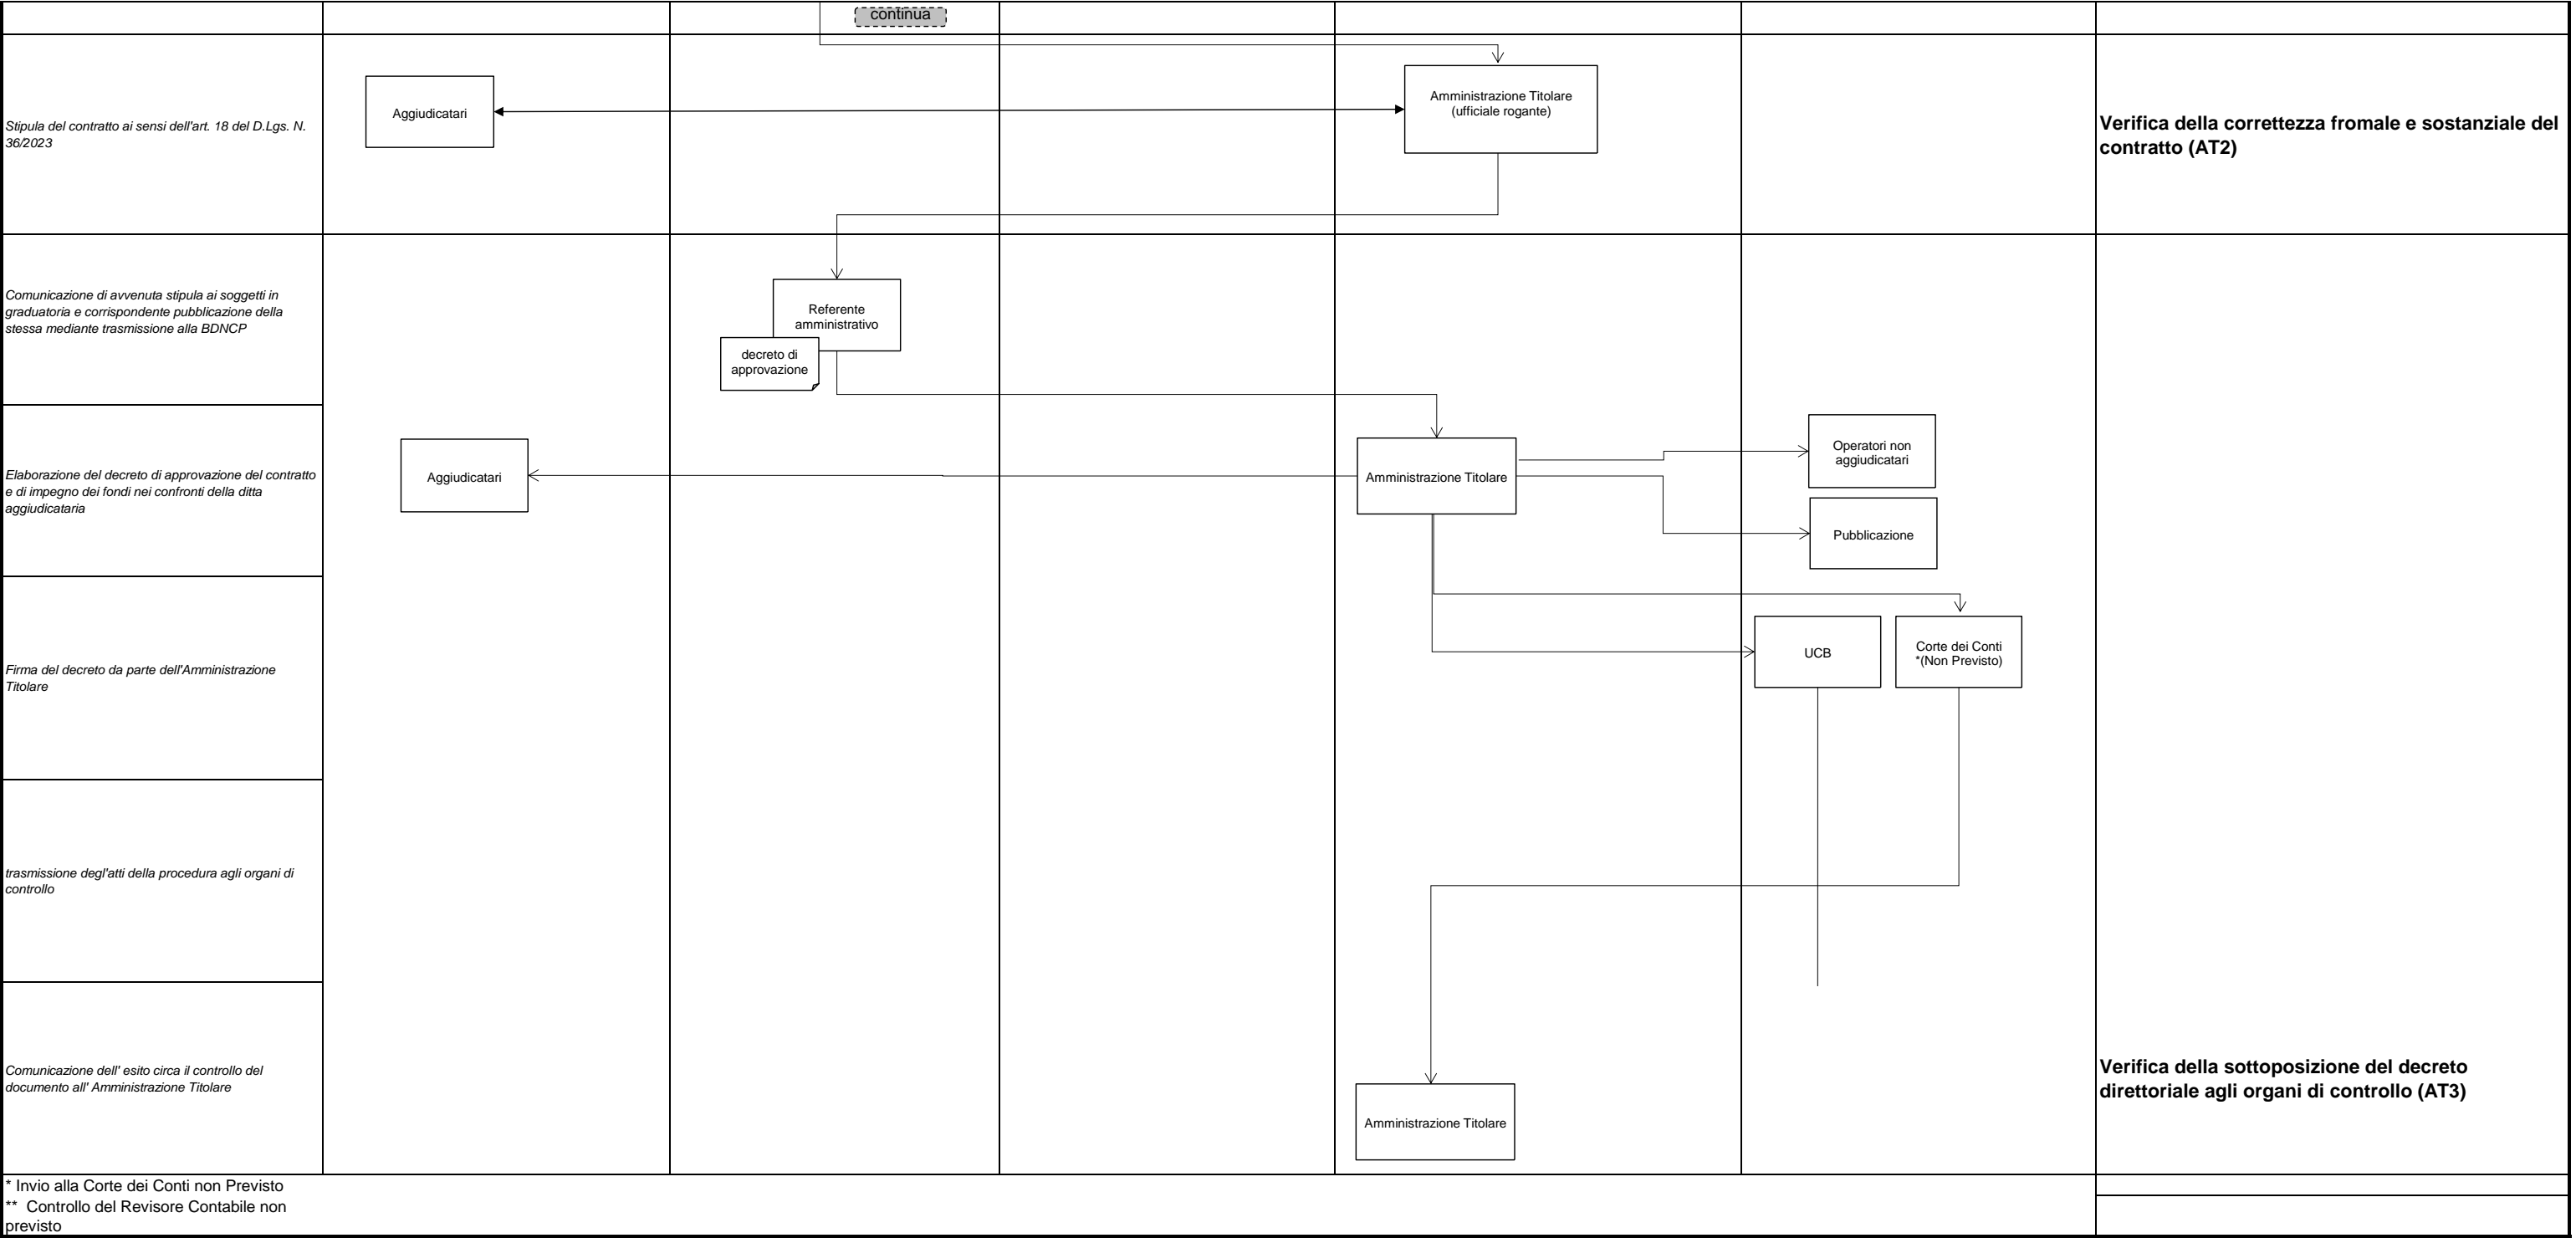 continua
Stipula del contratto ai sensi dell'art. 18 del D.Lgs. N.
36/2023
Aggiudicatari
Amministrazione Titolare
(ufficiale rogante)
Verifica della correttezza fromale e sostanziale del
contratto (AT2)
Comunicazione di avvenuta stipula ai soggetti in
graduatoria e corrispondente pubblicazione della
stessa mediante trasmissione alla BDNCP
Referente
amministrativo
decreto di
approvazione
Elaborazione del decreto di approvazione del contratto
e di impegno dei fondi nei confronti della ditta
aggiudicataria
Aggiudicatari
Amministrazione Titolare
Operatori non
aggiudicatari
Pubblicazione
Firma del decreto da parte dell'Amministrazione
Titolare
UCB
Corte dei Conti
*(Non Previsto)
trasmissione degl'atti della procedura agli organi di
controllo
Comunicazione dell' esito circa il controllo del
documento all' Amministrazione Titolare
Amministrazione Titolare
Verifica della sottoposizione del decreto
direttoriale agli organi di controllo (AT3)
* Invio alla Corte dei Conti non Previsto
** Controllo del Revisore Contabile non
previsto